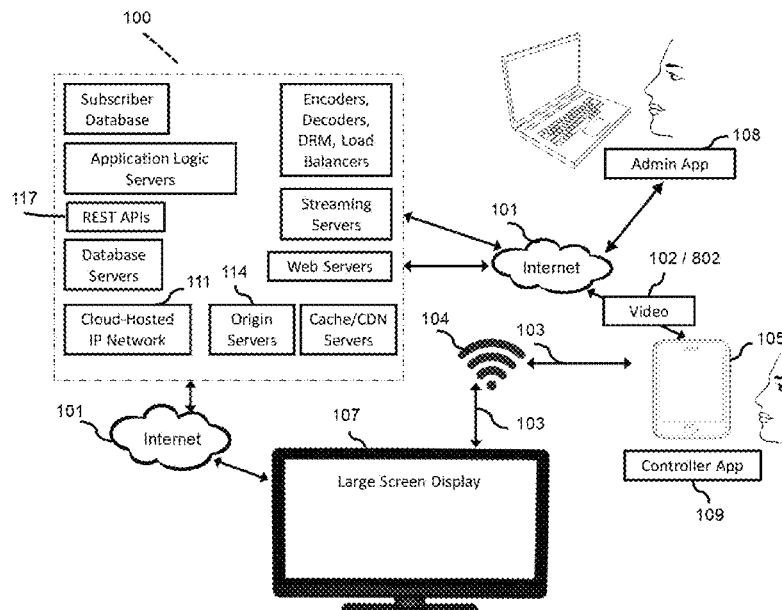 100
Subscriber
Database
Encoders,
Decoders,
DRM, Load
Balancers
Application Logic
Servers
108
Admin App
117
REST APIs
Streaming
Servers
101
Internet
Database
Servers
111
114
Web Servers
102 / 802
Video
Cloud-Hosted
IP Network
Origin
Servers
Cache/CDN
Servers
104
103
105
101
Internet
107
103
Large Screen Display
Controller App
109